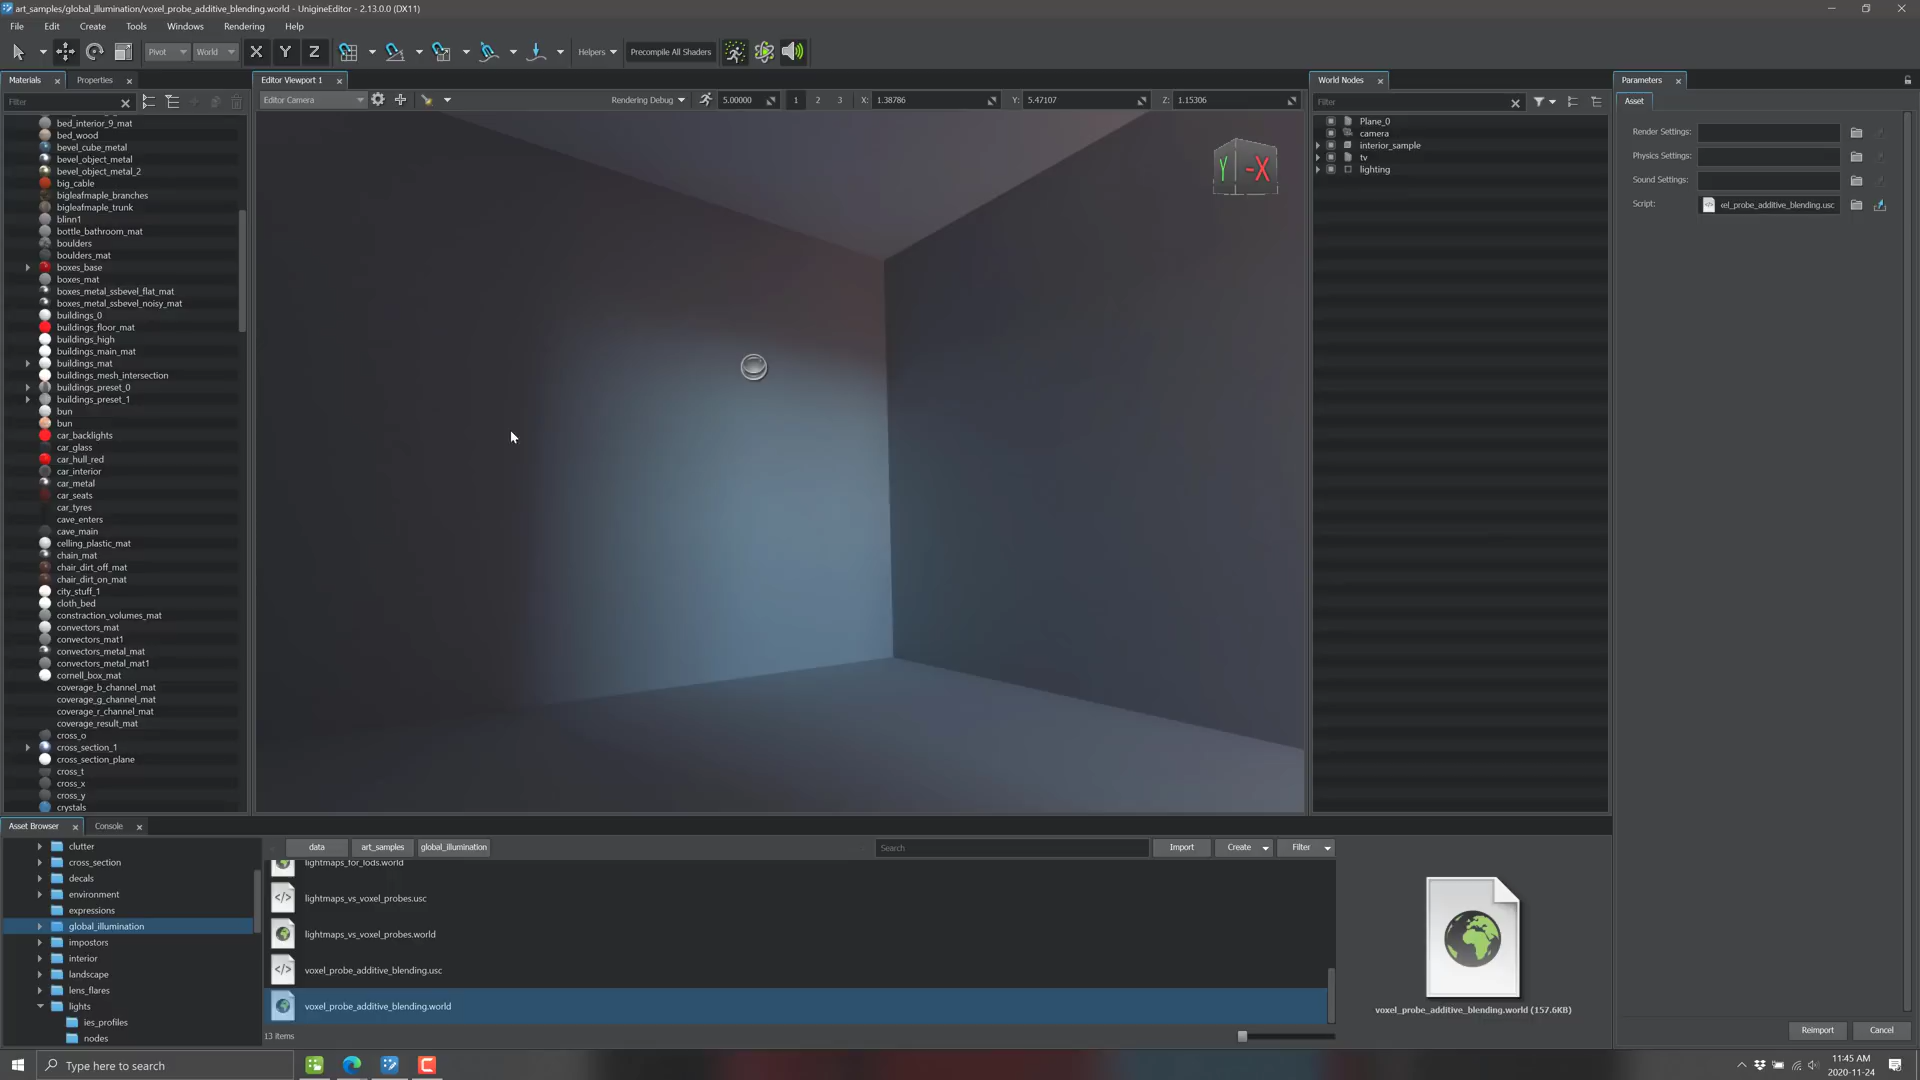 art_samples/global_illumination/voxel_probe_additive_blending.world - UnigineEditor - 2.13.0.0 (DX11)
File Edit Create Tools Windows Rendering Help
Pivot World X Y Z Helpers Precompile All Shaders
Materials Properties
Filter
bed_interior_9_mat
bed_wood
bevel_cube_metal
bevel_object_metal
bevel_object_metal_2
big_cable
bigleafmaple_branches
bigleafmaple_trunk
blinn1
bottle_bathroom_mat
boulders
boulders_mat
boxes_base
boxes_mat
boxes_metal_ssbevel_flat_mat
boxes_metal_ssbevel_noisy_mat
buildings_0
buildings_floor_mat
buildings_high
buildings_main_mat
buildings_mat
buildings_mesh_intersection
buildings_preset_0
buildings_preset_1
bun
bun
car_backlights
car_glass
car_hull_red
car_interior
car_metal
car_seats
car_tyres
cave_enters
cave_main
celling_plastic_mat
chain_mat
chair_dirt_off_mat
chair_dirt_on_mat
city_stuff_1
cloth_bed
constraction_volumes_mat
convectors_mat
convectors_mat1
convectors_metal_mat
convectors_metal_mat1
cornell_box_mat
coverage_b_channel_mat
coverage_g_channel_mat
coverage_r_channel_mat
coverage_result_mat
cross_o
cross_section_1
cross_section_plane
cross_t
cross_x
cross_y
crystals
Editor Viewport 1
Editor Camera Rendering Debug 5.00000 1 2 3 X: 1.38786 Y: 5.47107 Z: 1.15306
Y -X
World Nodes
Filter
Plane_0
camera
interior_sample
tv
lighting
Parameters
Asset
Render Settings:
Physics Settings:
Sound Settings:
Script: xel_probe_additive_blending.usc
Asset Browser Console
clutter
cross_section
decals
environment
expressions
global_illumination
impostors
interior
landscape
lens_flares
lights
ies_profiles
nodes
data art_samples global_illumination Search Import Create Filter
lightmaps_for_lods.world
lightmaps_vs_voxel_probes.usc
lightmaps_vs_voxel_probes.world
voxel_probe_additive_blending.usc
voxel_probe_additive_blending.world
13 items
voxel_probe_additive_blending.world (157.6KB)
Reimport Cancel
Type here to search
11:45 AM
2020-11-24